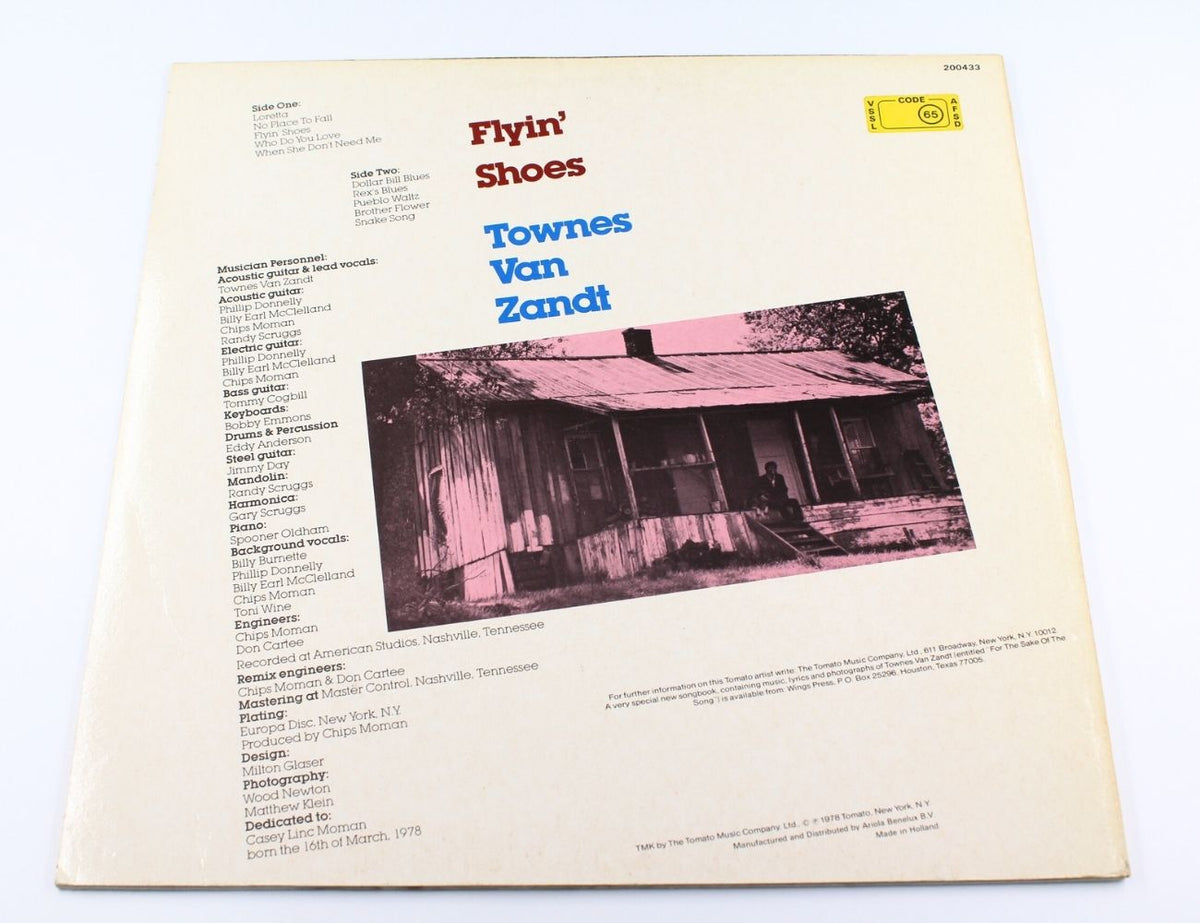 200433
VSSL
CODE
65
AFSD
Side One:
Loretta
No Place To Fall
Flyin' Shoes
Who Do You Love
When She Don't Need Me
Side Two:
Dollar Bill Blues
Rex's Blues
Pueblo Waltz
Brother Flower
Snake Song
Flyin'
Shoes
Townes
Van
Zandt
Musician Personnel:
Acoustic guitar & lead vocals:
Townes Van Zandt
Acoustic guitar:
Phillip Donnelly
Billy Earl McClelland
Chips Moman
Randy Scruggs
Electric guitar:
Phillip Donnelly
Billy Earl McClelland
Chips Moman
Bass guitar:
Tommy Cogbill
Keyboards:
Bobby Emmons
Drums & Percussion
Eddy Anderson
Steel guitar:
Jimmy Day
Mandolin:
Randy Scruggs
Harmonica:
Gary Scruggs
Piano:
Spooner Oldham
Background vocals:
Billy Burnette
Phillip Donnelly
Billy Earl McClelland
Chips Moman
Toni Wine
Engineers:
Chips Moman
Don Cartee
Recorded at American Studios, Nashville, Tennessee
Remix engineers:
Chips Moman & Don Cartee
Mastering at Master Control, Nashville, Tennessee
Plating:
Europa Disc, New York, N.Y.
Produced by Chips Moman
Design:
Milton Glaser
Photography:
Wood Newton
Matthew Klein
Dedicated to:
Casey Linc Moman
born the 16th of March, 1978
For further information on this Tomato artist write: The Tomato Music Company, Ltd., 611 Broadway, New York, N.Y. 10012
A very special new songbook, containing music, lyrics and photographs of Townes Van Zandt (entitled "For The Sake Of The
Song") is available from: Wings Press, P.O. Box 25296, Houston, Texas 77005.
TMK by The Tomato Music Company, Ltd., © ℗ 1978 Tomato, New York, N.Y.
Manufactured and Distributed by Ariola Benelux B.V.
Made in Holland